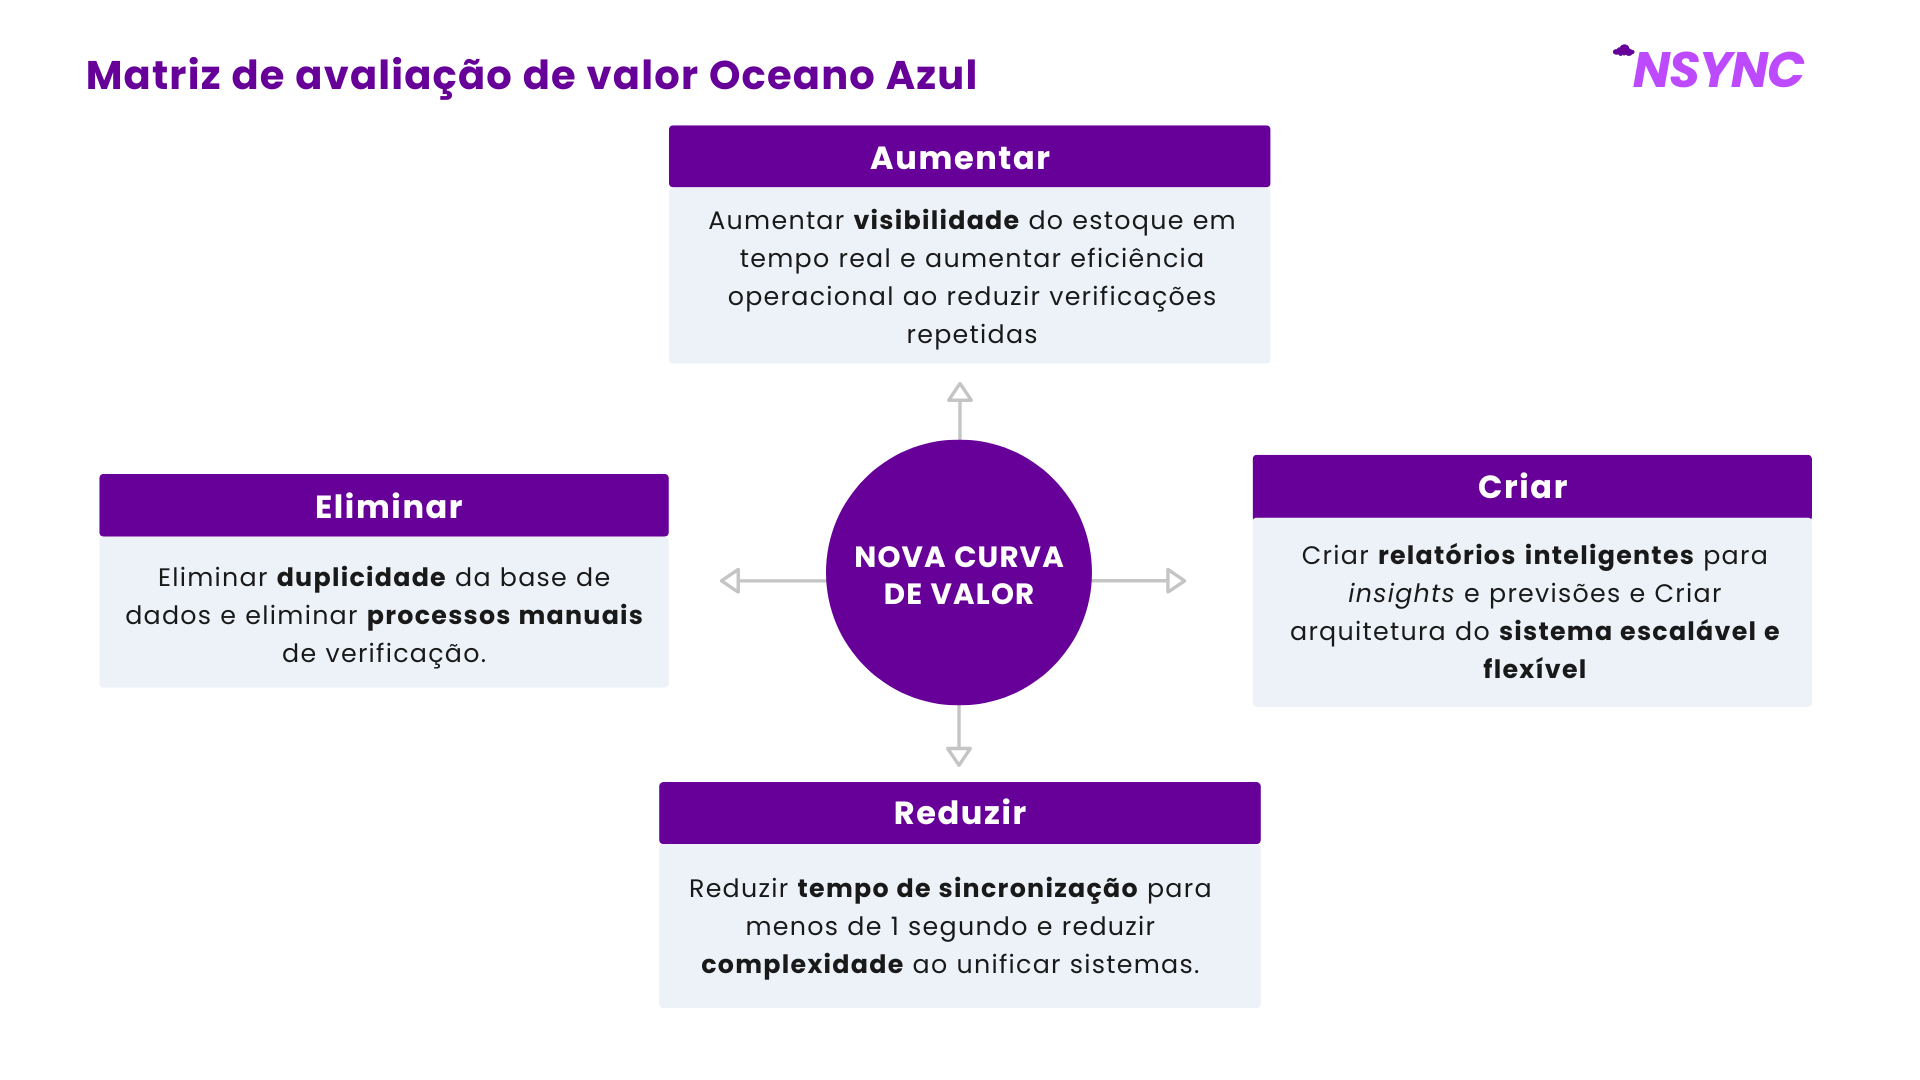 Matriz de avaliação de valor Oceano Azul
NSYNC
Aumentar
Aumentar visibilidade do estoque em
tempo real e aumentar eficiência
operacional ao reduzir verificações
repetidas
Eliminar
Eliminar duplicidade da base de
dados e eliminar processos manuais
de verificação.
NOVA CURVA
DE VALOR
Criar
Criar relatórios inteligentes para
insights e previsões e Criar
arquitetura do sistema escalável e
flexível
Reduzir
Reduzir tempo de sincronização para
menos de 1 segundo e reduzir
complexidade ao unificar sistemas.